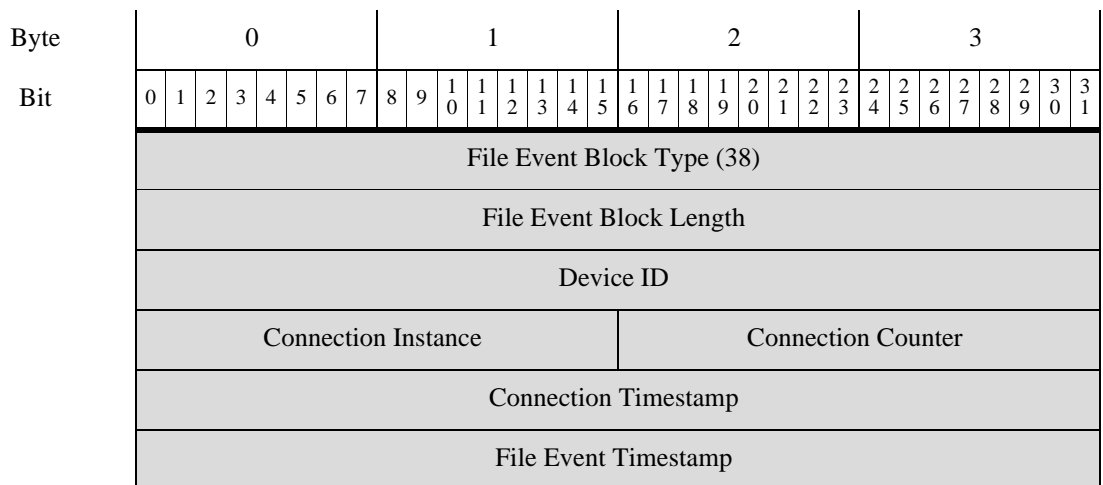 Byte 0 1 2 3
Bit 0 1 2 3 4 5 6 7 8 9 10 11 12 13 14 15 16 17 18 19 20 21 22 23 24 25 26 27 28 29 30 31
File Event Block Type (38)
File Event Block Length
Device ID
Connection Instance Connection Counter
Connection Timestamp
File Event Timestamp